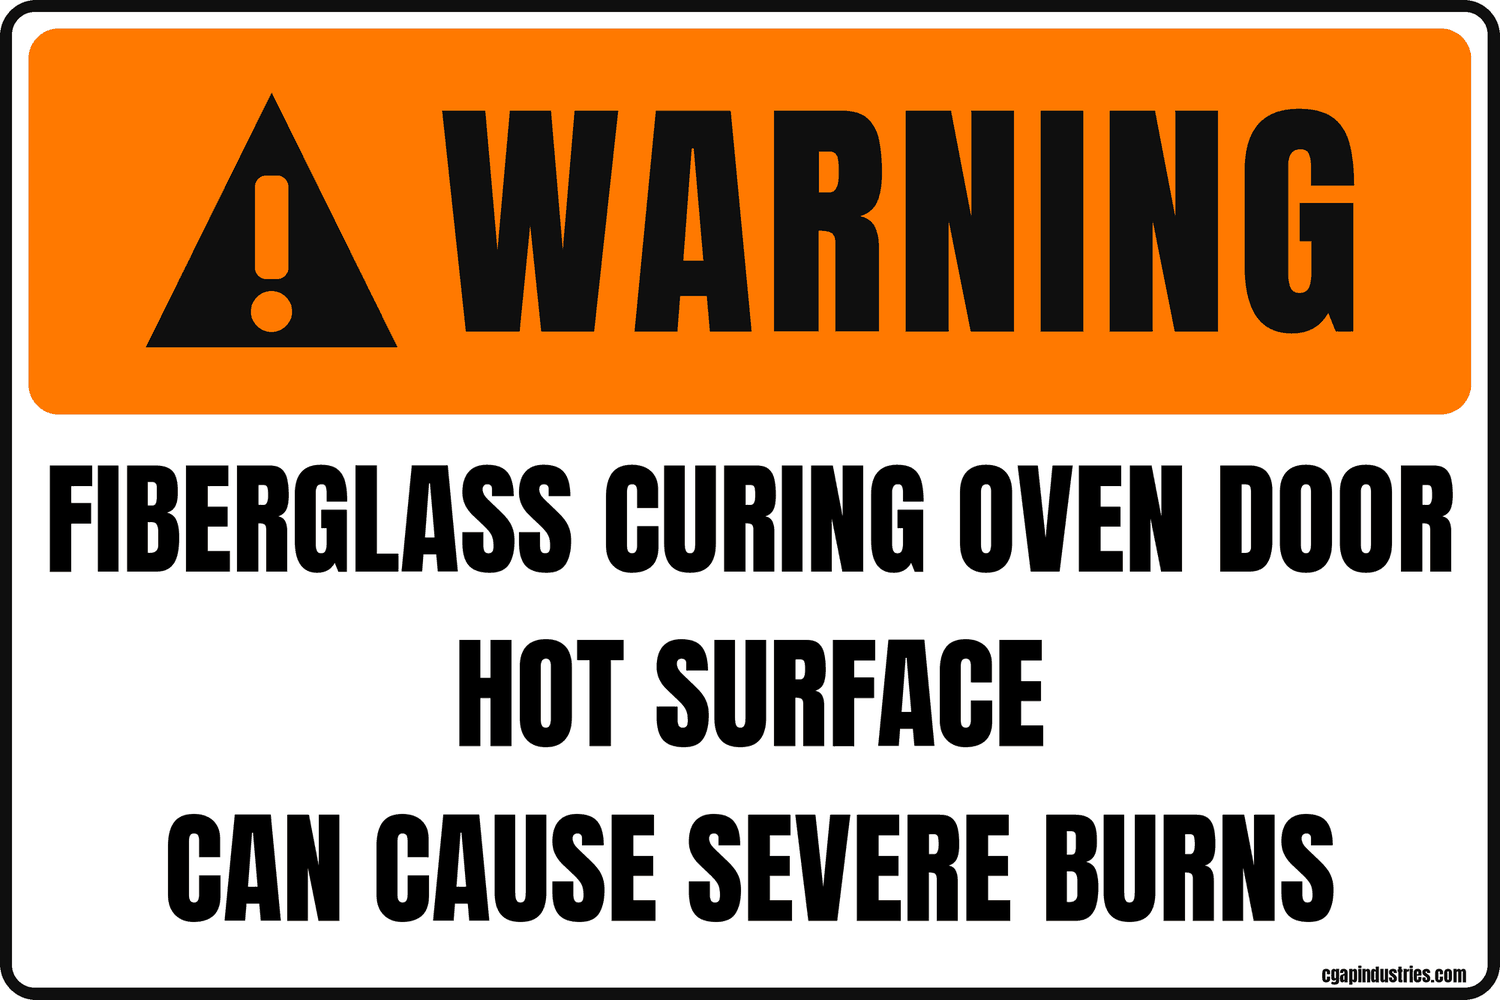 WARNING
FIBERGLASS CURING OVEN DOOR
HOT SURFACE
CAN CAUSE SEVERE BURNS
cgapindustries.com